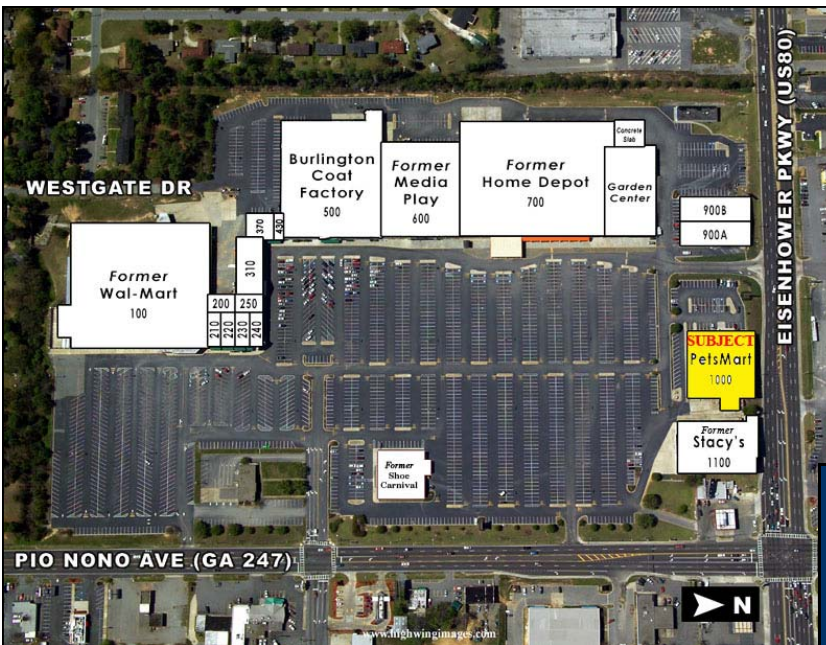 EISENHOWER PKWY (US80)
Concrete
Slab
Burlington
Coat
Factory
500
Former
Media
Play
600
Former
Home Depot
700
Garden
Center
WESTGATE DR
900B
900A
370
430
310
Former
Wal-Mart
100
200
250
210
220
230
240
SUBJECT
PetsMart
1000
Former
Stacy's
1100
Former
Shoe
Carnival
PIO NONO AVE (GA 247)
N
www.highwingimages.com